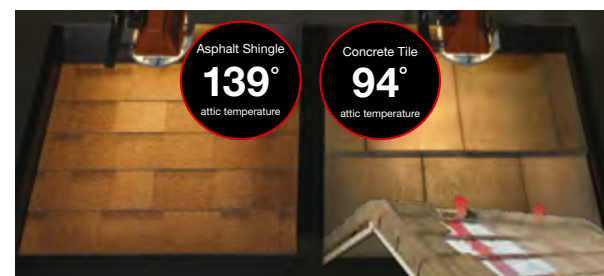 Asphalt Shingle
139°
attic temperature
Concrete Tile
94°
attic temperature